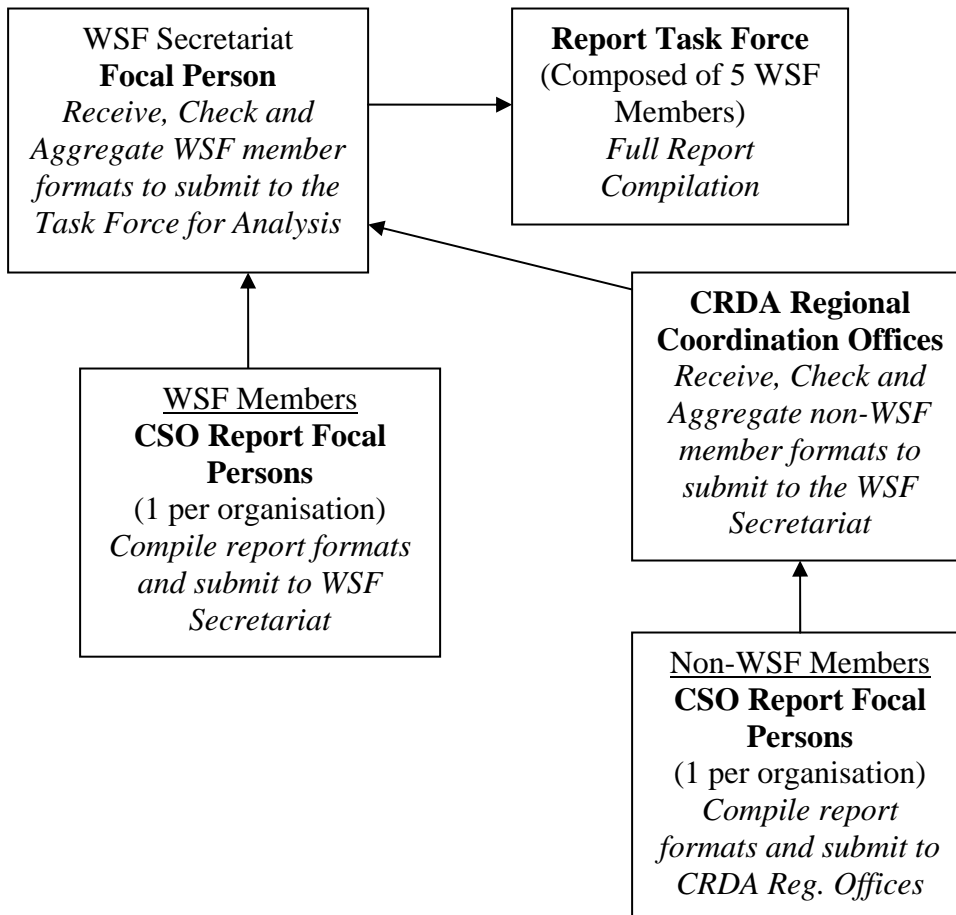 WSF Secretariat
Focal Person
Receive, Check and
Aggregate WSF member
formats to submit to the
Task Force for Analysis
Report Task Force
(Composed of 5 WSF
Members)
Full Report
Compilation
CRDA Regional
Coordination Offices
Receive, Check and
Aggregate non-WSF
member formats to
submit to the WSF
Secretariat
WSF Members
CSO Report Focal
Persons
(1 per organisation)
Compile report formats
and submit to WSF
Secretariat
Non-WSF Members
CSO Report Focal
Persons
(1 per organisation)
Compile report
formats and submit to
CRDA Reg. Offices